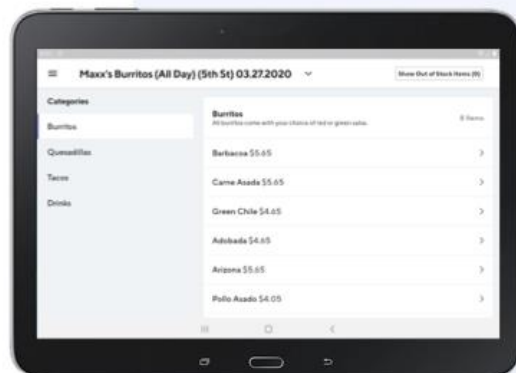 Maxx's Burritos (All Day) (5th St) 03.27.2020
Show Out of Stock Items (0)
Categories
Burritos
Quesadillas
Tacos
Drinks
Burritos
All burritos come with your choice of red or green salsa.
8 Items
Barbacoa $5.65
Carne Asada $5.65
Green Chile $4.65
Adobada $4.65
Arizona $5.65
Pollo Asado $4.05